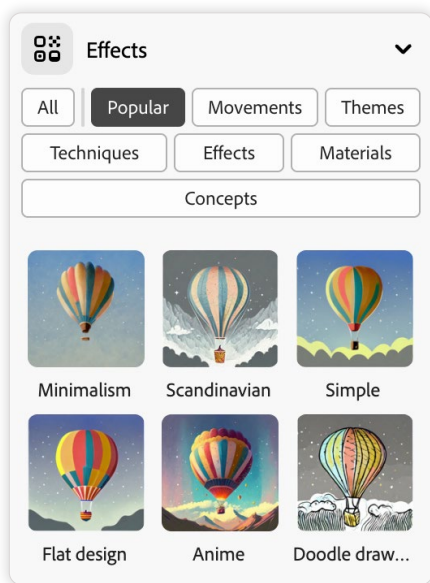 Effects
All Popular Movements Themes
Techniques Effects Materials
Concepts
Minimalism Scandinavian Simple
Flat design Anime Doodle draw...